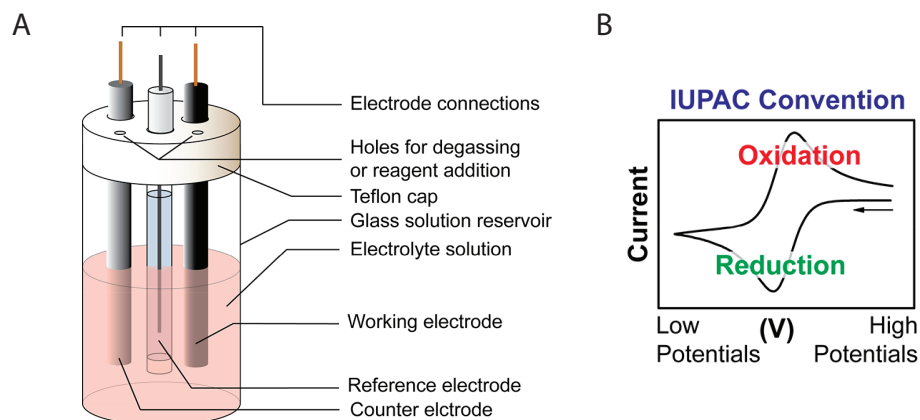 A
Electrode connections
Holes for degassing
or reagent addition
Teflon cap
Glass solution reservoir
Electrolyte solution
Working electrode
Reference electrode
Counter elctrode
B
IUPAC Convention
Oxidation
Current
Reduction
Low
Potentials
(V)
High
Potentials